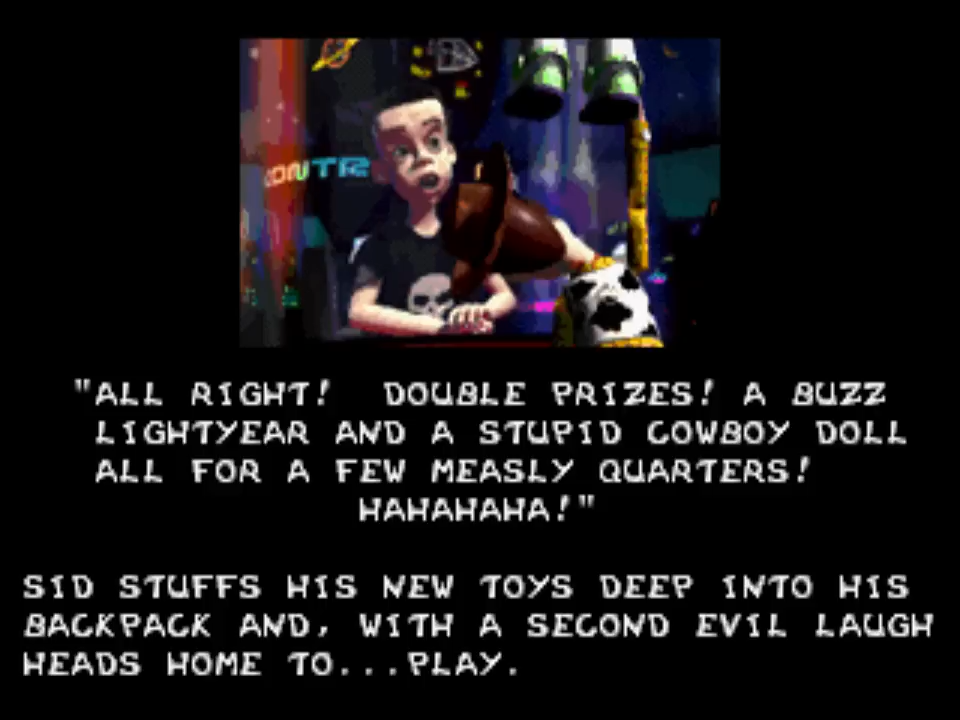 CONTR
"ALL RIGHT! DOUBLE PRIZES! A BUZZ
LIGHTYEAR AND A STUPID COWBOY DOLL
ALL FOR A FEW MEASLY QUARTERS!
HAHAHAHA!"
SID STUFFS HIS NEW TOYS DEEP INTO HIS
BACKPACK AND, WITH A SECOND EVIL LAUGH
HEADS HOME TO...PLAY.